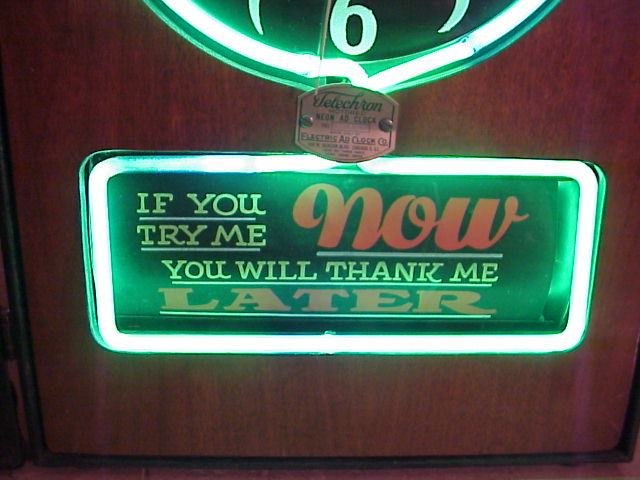 6
Telechron
MOTORED
NEON AD CLOCK
ELECTRIC AD CLOCK CO.
IF YOU
TRY ME
Now
YOU WILL THANK ME
LATER